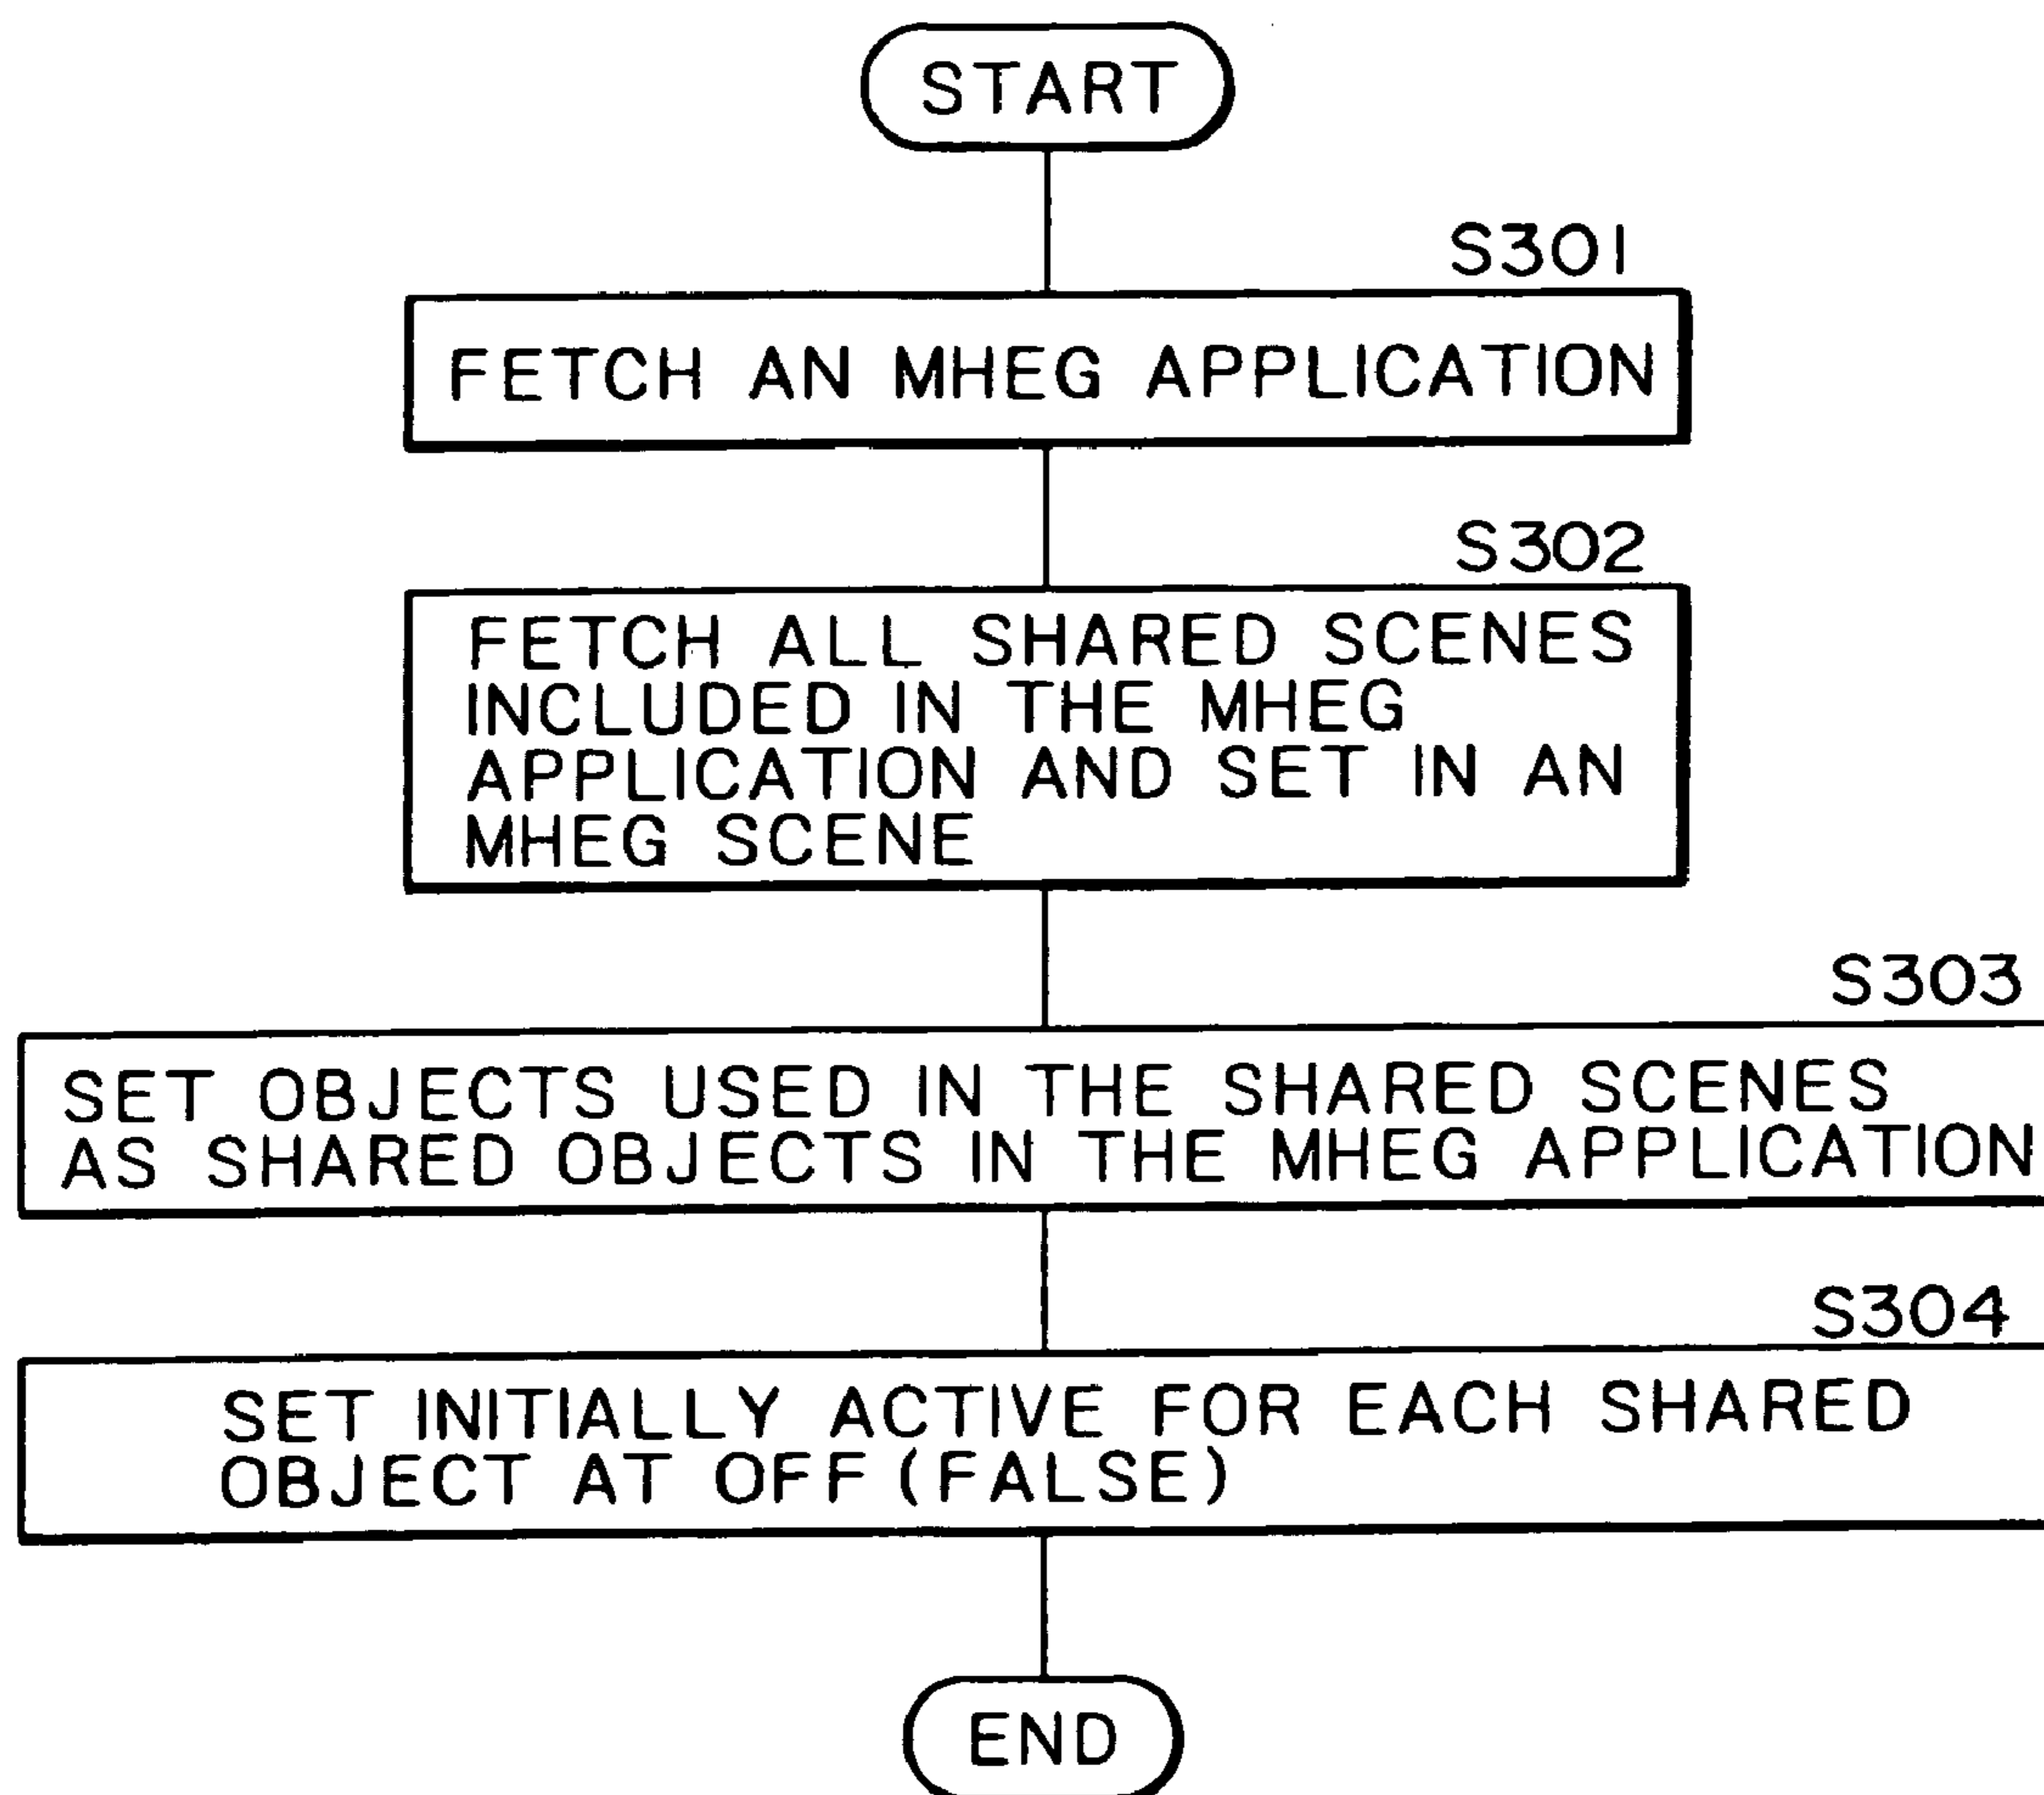 START
S301
FETCH AN MHEG APPLICATION
S302
FETCH ALL SHARED SCENES
INCLUDED IN THE MHEG
APPLICATION AND SET IN AN
MHEG SCENE
S303
SET OBJECTS USED IN THE SHARED SCENES
AS SHARED OBJECTS IN THE MHEG APPLICATION
S304
SET INITIALLY ACTIVE FOR EACH SHARED
OBJECT AT OFF (FALSE)
END